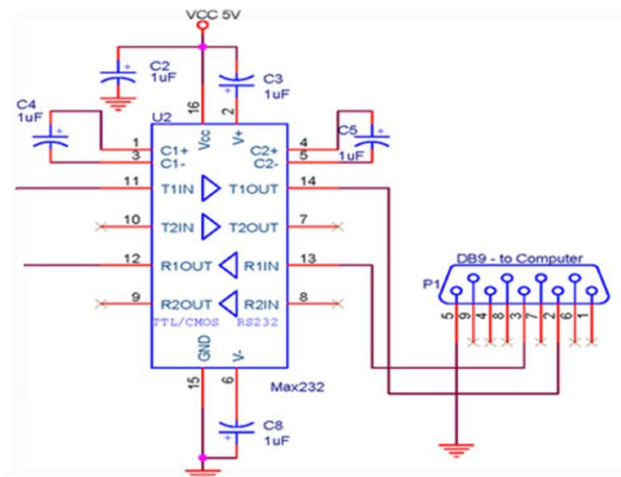 VCC 5V
C2
1uF
C3
1uF
C4
1uF
U2
16
2
Vcc
V+
C5
1uF
1
C1+
C2+
4
3
C1-
C2-
5
11
T1IN
T1OUT
14
10
T2IN
T2OUT
7
12
R1OUT
R1IN
13
9
R2OUT
R2IN
8
TTL/CMOS
RS232
GND
V-
15
6
Max232
C8
1uF
DB9 - to Computer
P1
5
9
4
8
3
7
2
6
1